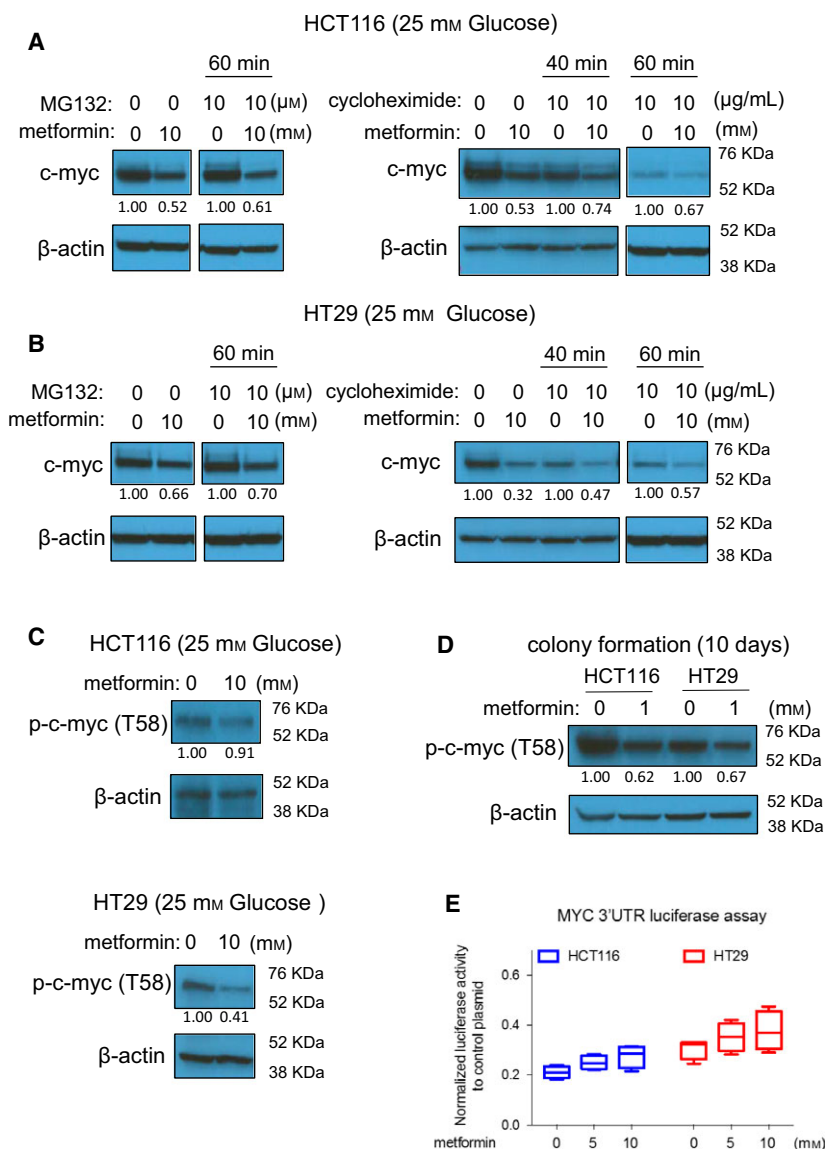 HCT116 (25 mM Glucose)
A
60 min
MG132: 0 0 10 10 (µM)
metformin: 0 10 0 10 (mM)
c-myc
1.00 0.52 1.00 0.61
β-actin
40 min 60 min
cycloheximide: 0 0 10 10 10 10 (µg/mL)
metformin: 0 10 0 10 0 10 (mM)
c-myc
76 KDa
52 KDa
1.00 0.53 1.00 0.74 1.00 0.67
β-actin
52 KDa
38 KDa
HT29 (25 mM Glucose)
B
60 min
MG132: 0 0 10 10 (µM)
metformin: 0 10 0 10 (mM)
c-myc
1.00 0.66 1.00 0.70
β-actin
40 min 60 min
cycloheximide: 0 0 10 10 10 10 (µg/mL)
metformin: 0 10 0 10 0 10 (mM)
c-myc
76 KDa
52 KDa
1.00 0.32 1.00 0.47 1.00 0.57
β-actin
52 KDa
38 KDa
C
HCT116 (25 mM Glucose)
metformin: 0 10 (mM)
p-c-myc (T58)
76 KDa
52 KDa
1.00 0.91
β-actin
52 KDa
38 KDa
HT29 (25 mM Glucose )
metformin: 0 10 (mM)
p-c-myc (T58)
76 KDa
52 KDa
1.00 0.41
β-actin
52 KDa
38 KDa
D
colony formation (10 days)
HCT116 HT29
metformin: 0 1 0 1 (mM)
p-c-myc (T58)
76 KDa
52 KDa
1.00 0.62 1.00 0.67
β-actin
52 KDa
38 KDa
E
MYC 3'UTR luciferase assay
HCT116 HT29
Normalized luciferase activity
to control plasmid
0.6
0.4
0.2
0.0
metformin 0 5 10 0 5 10 (mM)